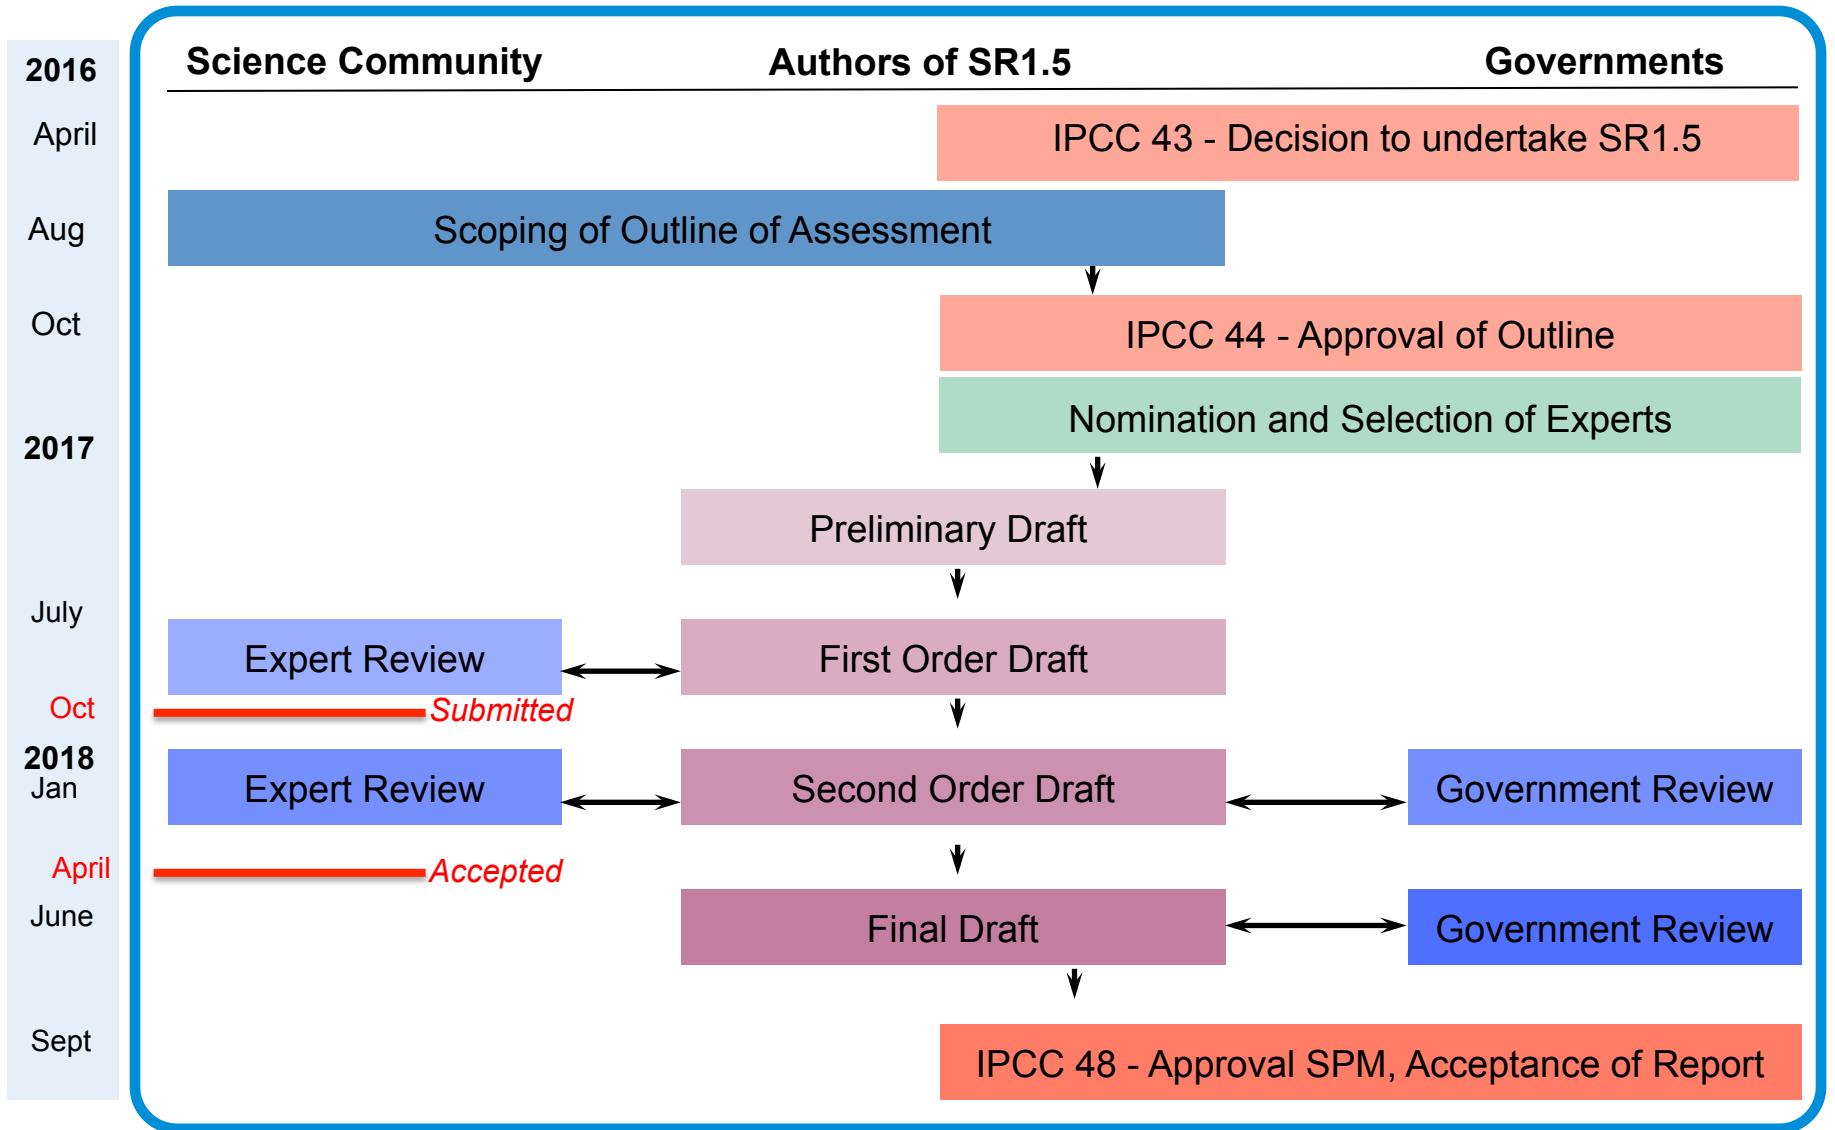 2016
Science Community
Authors of SR1.5
Governments
April
IPCC 43 - Decision to undertake SR1.5
Aug
Scoping of Outline of Assessment
Oct
IPCC 44 - Approval of Outline
Nomination and Selection of Experts
2017
Preliminary Draft
July
Expert Review
First Order Draft
Oct
Submitted
2018
Jan
Expert Review
Second Order Draft
Government Review
April
Accepted
June
Final Draft
Government Review
Sept
IPCC 48 - Approval SPM, Acceptance of Report